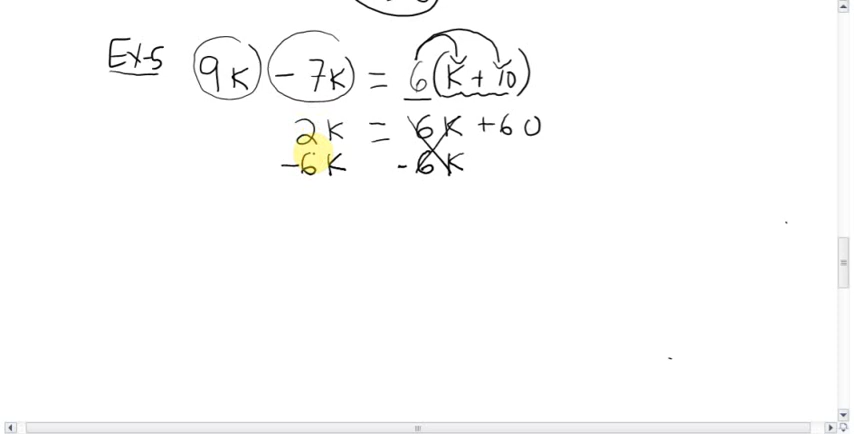 Ex-5 9K - 7K = 6(K + 10)
2K = 6K + 60
-6K -6K